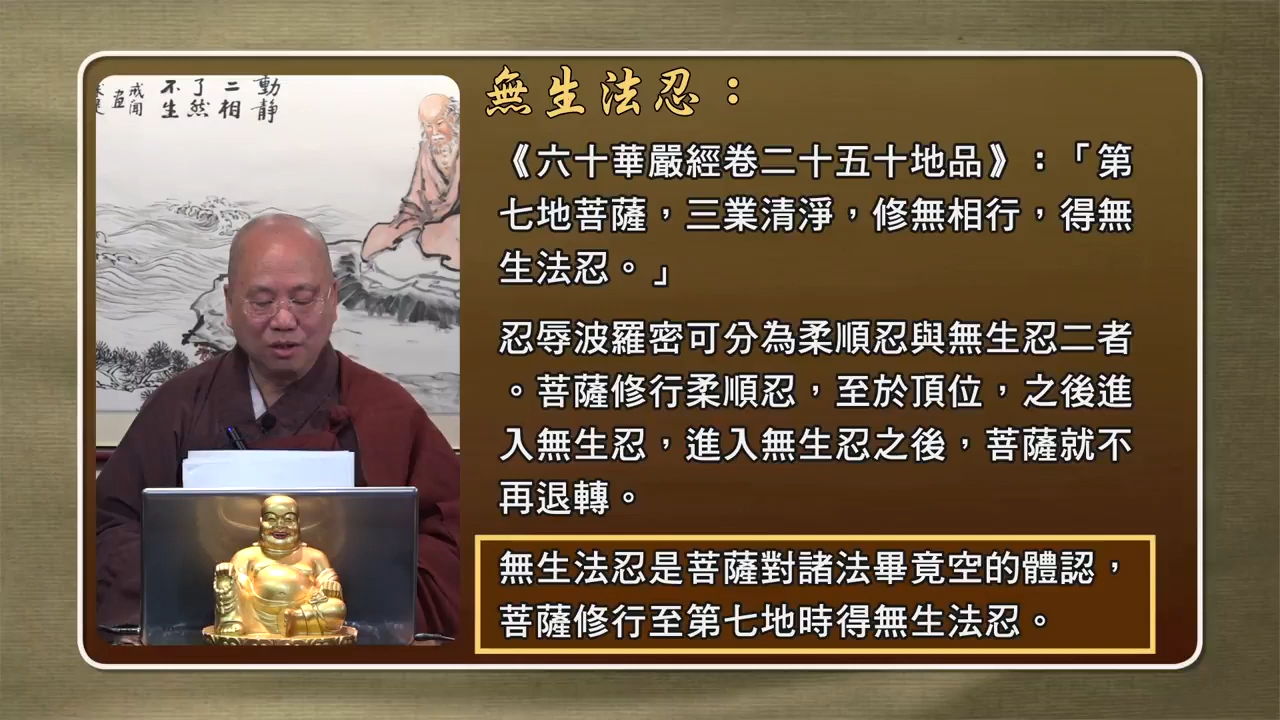 動靜
二相
了然
不生
戒聞
畫
無生法忍：
《六十華嚴經卷二十五十地品》：「第
七地菩薩，三業清淨，修無相行，得無
生法忍。」
忍辱波羅密可分為柔順忍與無生忍二者
。菩薩修行柔順忍，至於頂位，之後進
入無生忍，進入無生忍之後，菩薩就不
再退轉。
無生法忍是菩薩對諸法畢竟空的體認，
菩薩修行至第七地時得無生法忍。